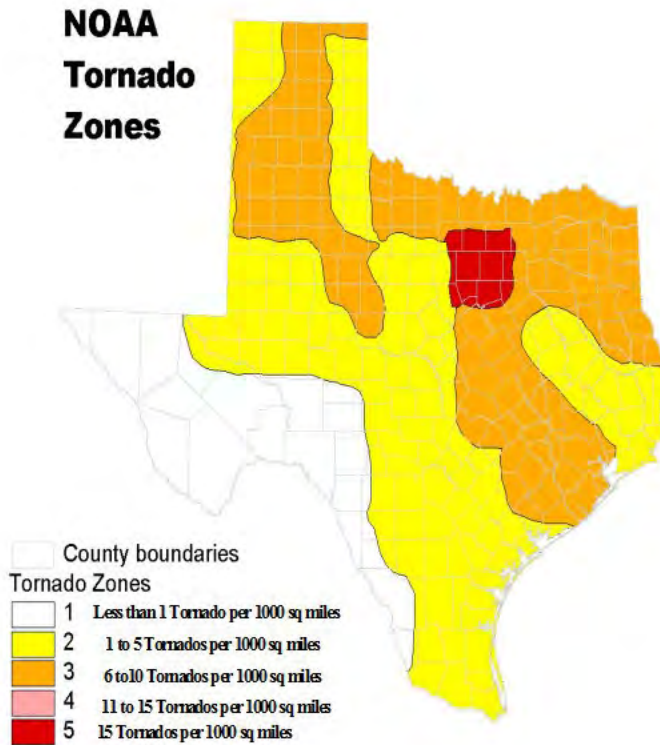 NOAA
Tornado
Zones
County boundaries
Tornado Zones
1 Less than 1 Tornado per 1000 sq miles
2 1 to 5 Tornados per 1000 sq miles
3 6 to10 Tornados per 1000 sq miles
4 11 to 15 Tornados per 1000 sq miles
5 15 Tornados per 1000 sq miles